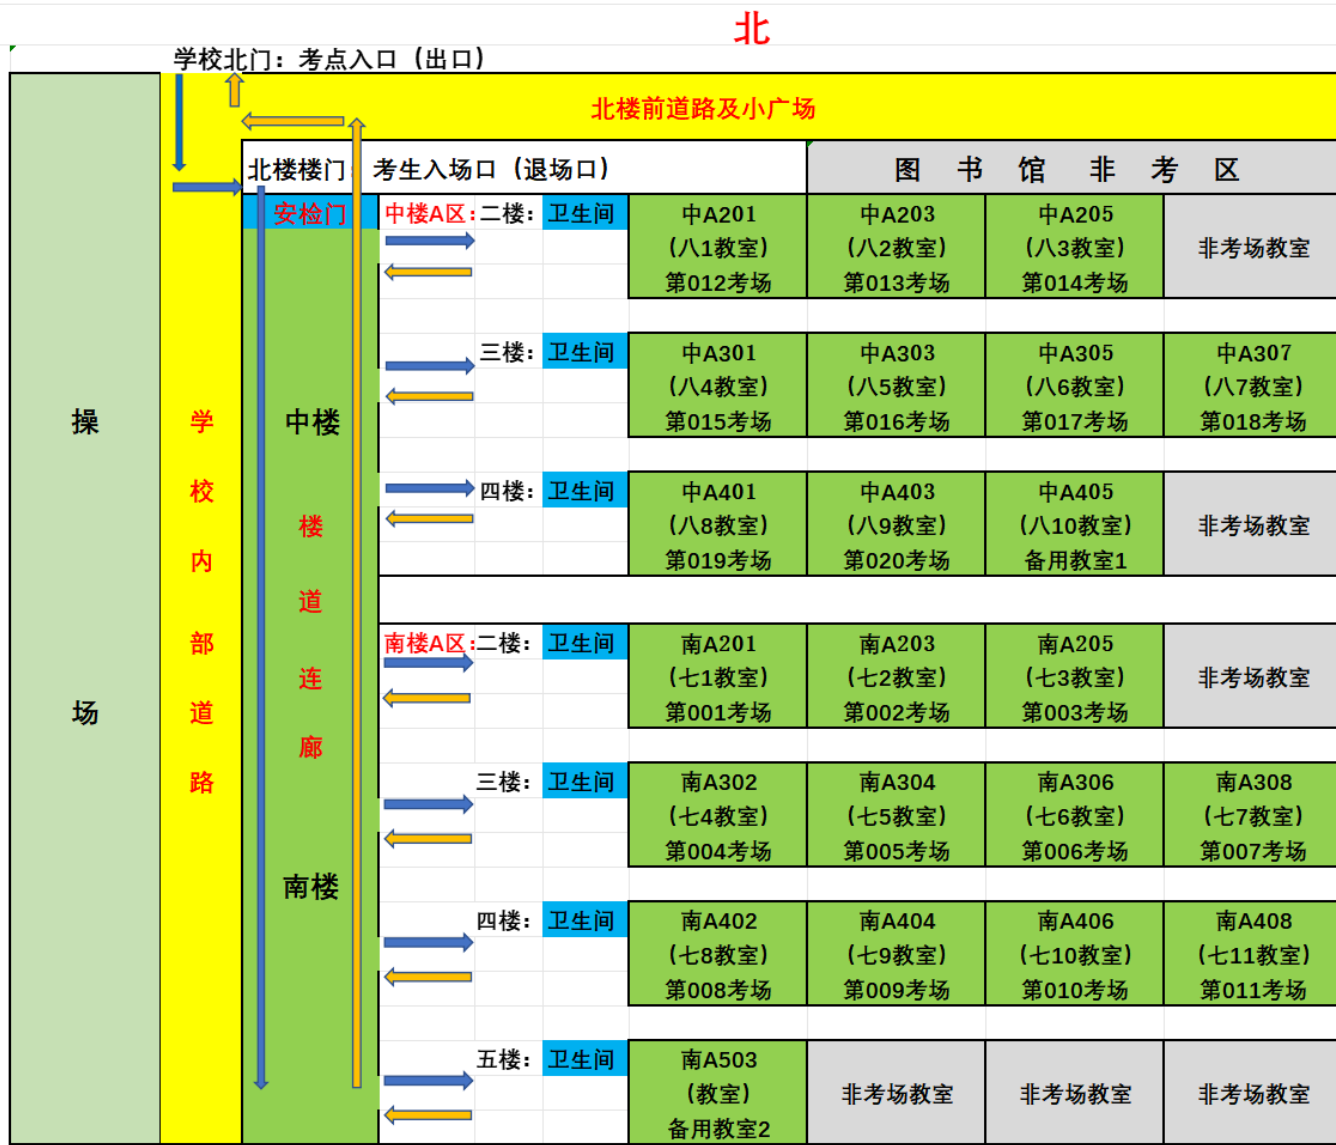 北
学校北门：考点入口（出口）
北楼前道路及小广场
北楼楼门：考生入场口（退场口）
图 书 馆 非 考 区
安检门
中楼A区：二楼：卫生间
中A201
(八1教室)
第012考场
中A203
(八2教室)
第013考场
中A205
(八3教室)
第014考场
非考场教室
三楼：卫生间
中A301
(八4教室)
第015考场
中A303
(八5教室)
第016考场
中A305
(八6教室)
第017考场
中A307
(八7教室)
第018考场
四楼：卫生间
中A401
(八8教室)
第019考场
中A403
(八9教室)
第020考场
中A405
(八10教室)
备用教室1
非考场教室
操
场
学
校
内
部
道
路
中楼
楼
道
连
廊
南楼
南楼A区：二楼：卫生间
南A201
(七1教室)
第001考场
南A203
(七2教室)
第002考场
南A205
(七3教室)
第003考场
非考场教室
三楼：卫生间
南A302
(七4教室)
第004考场
南A304
(七5教室)
第005考场
南A306
(七6教室)
第006考场
南A308
(七7教室)
第007考场
四楼：卫生间
南A402
(七8教室)
第008考场
南A404
(七9教室)
第009考场
南A406
(七10教室)
第010考场
南A408
(七11教室)
第011考场
五楼：卫生间
南A503
(教室)
备用教室2
非考场教室
非考场教室
非考场教室